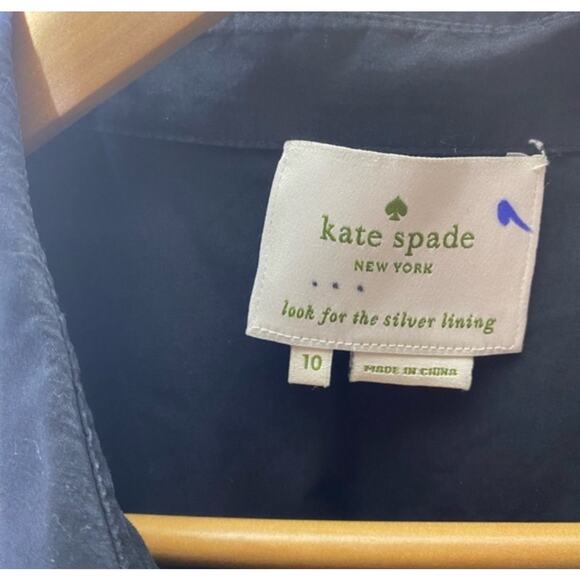 kate spade
NEW YORK
look for the silver lining
10
MADE IN CHINA